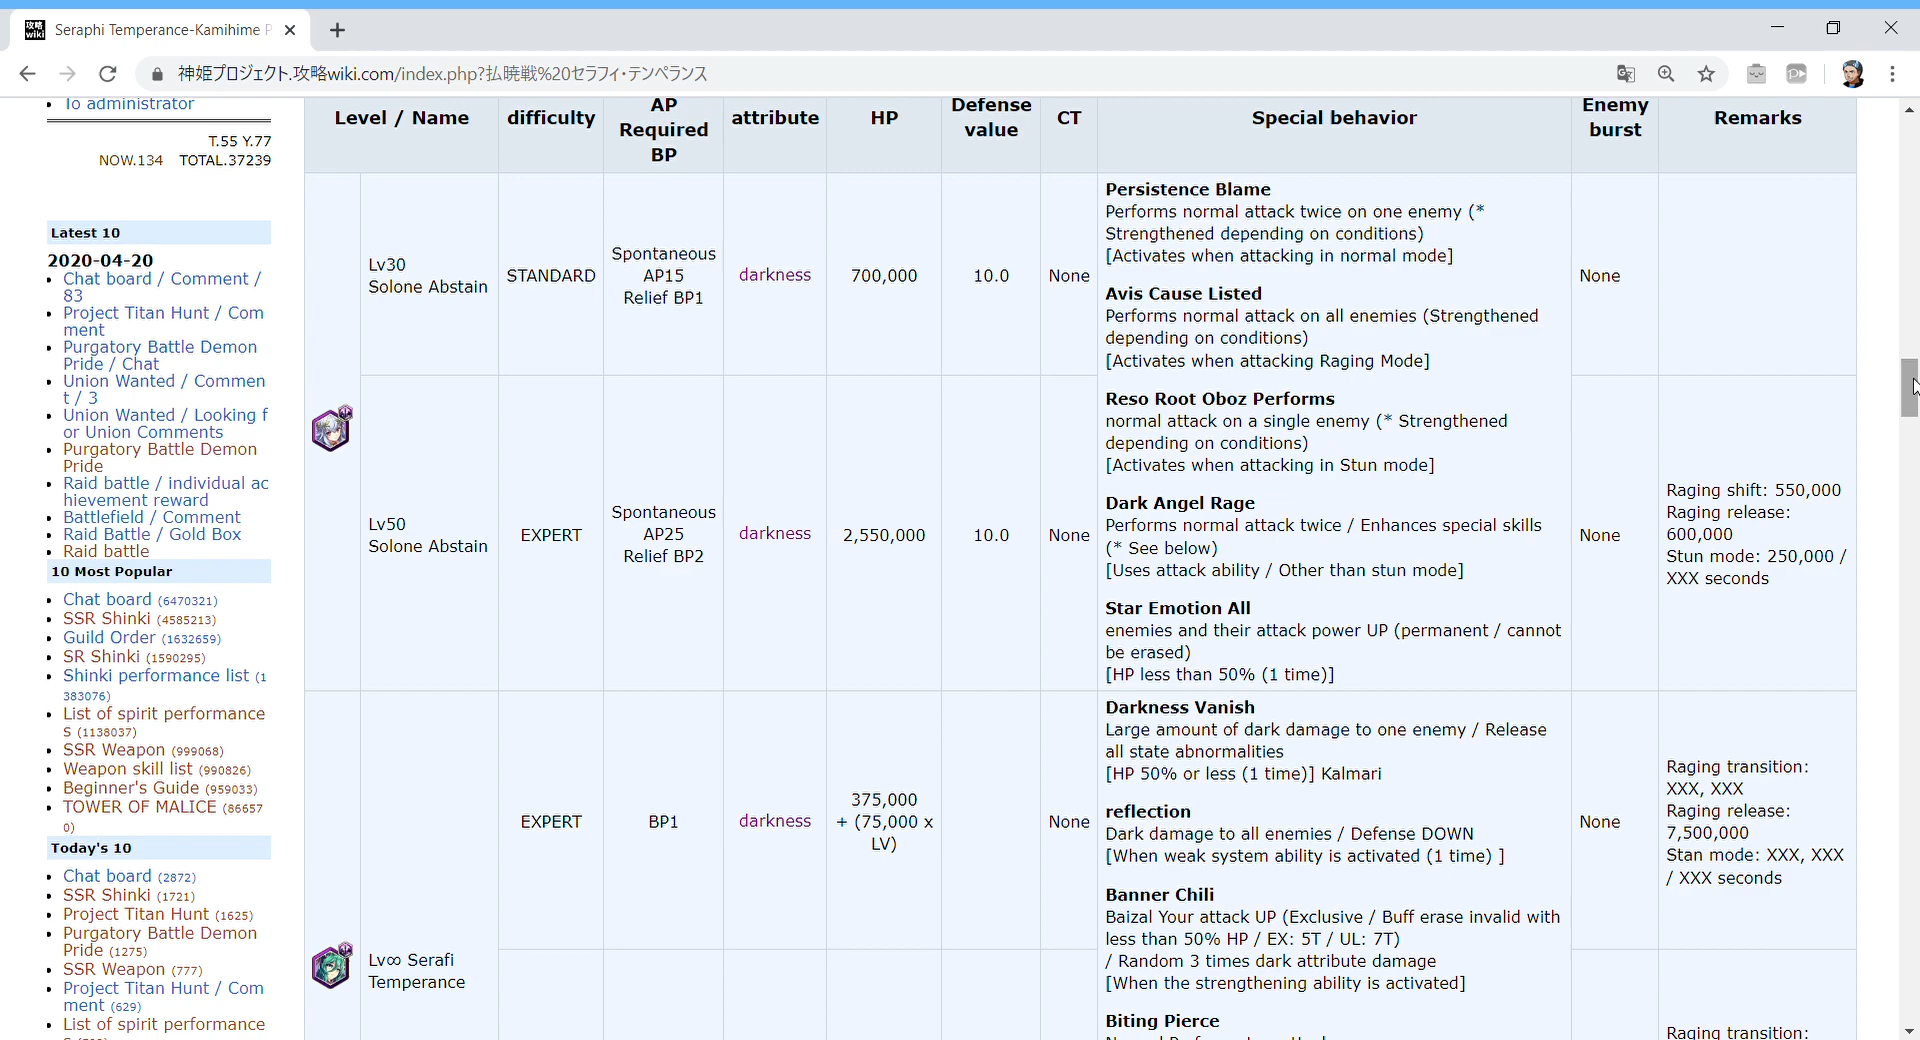 攻略
wiki
Seraphi Temperance-Kamihime P
神姫プロジェクト.攻略wiki.com/index.php?払暁戦%20セラフィ・テンペランス
To administrator
T.55 Y.77
NOW.134 TOTAL.37239
Latest 10
2020-04-20
Chat board / Comment /
83
Project Titan Hunt / Com
ment
Purgatory Battle Demon
Pride / Chat
Union Wanted / Commen
t / 3
Union Wanted / Looking f
or Union Comments
Purgatory Battle Demon
Pride
Raid battle / individual ac
hievement reward
Battlefield / Comment
Raid Battle / Gold Box
Raid battle
10 Most Popular
Chat board (6470321)
SSR Shinki (4585213)
Guild Order (1632659)
SR Shinki (1590295)
Shinki performance list (1
383076)
List of spirit performance
s (1138037)
SSR Weapon (999068)
Weapon skill list (990826)
Beginner's Guide (959033)
TOWER OF MALICE (86657
0)
Today's 10
Chat board (2872)
SSR Shinki (1721)
Project Titan Hunt (1625)
Purgatory Battle Demon
Pride (1275)
SSR Weapon (777)
Project Titan Hunt / Com
ment (629)
List of spirit performance
Level / Name
difficulty
AP
Required
BP
attribute
HP
Defense
value
CT
Special behavior
Enemy
burst
Remarks
Lv30
Solone Abstain
STANDARD
Spontaneous
AP15
Relief BP1
darkness
700,000
10.0
None
Persistence Blame
Performs normal attack twice on one enemy (*
Strengthened depending on conditions)
[Activates when attacking in normal mode]
Avis Cause Listed
Performs normal attack on all enemies (Strengthened
depending on conditions)
[Activates when attacking Raging Mode]
Reso Root Oboz Performs
normal attack on a single enemy (* Strengthened
depending on conditions)
[Activates when attacking in Stun mode]
Dark Angel Rage
Performs normal attack twice / Enhances special skills
(* See below)
[Uses attack ability / Other than stun mode]
Star Emotion All
enemies and their attack power UP (permanent / cannot
be erased)
[HP less than 50% (1 time)]
None
Lv50
Solone Abstain
EXPERT
Spontaneous
AP25
Relief BP2
darkness
2,550,000
10.0
None
None
Raging shift: 550,000
Raging release:
600,000
Stun mode: 250,000 /
XXX seconds
Lv∞ Serafi
Temperance
EXPERT
BP1
darkness
375,000
+ (75,000 x
LV)
None
Darkness Vanish
Large amount of dark damage to one enemy / Release
all state abnormalities
[HP 50% or less (1 time)] Kalmari
reflection
Dark damage to all enemies / Defense DOWN
[When weak system ability is activated (1 time) ]
Banner Chili
Baizal Your attack UP (Exclusive / Buff erase invalid with
less than 50% HP / EX: 5T / UL: 7T)
/ Random 3 times dark attribute damage
[When the strengthening ability is activated]
Biting Pierce
None
Raging transition:
XXX, XXX
Raging release:
7,500,000
Stan mode: XXX, XXX
/ XXX seconds
Raging transition: